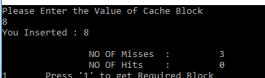 Please Enter the Value of Cache Block
8
You Inserted : 8
NO OF Misses : 3
NO OF Hits : 0
1 Press '1' to get Required Block